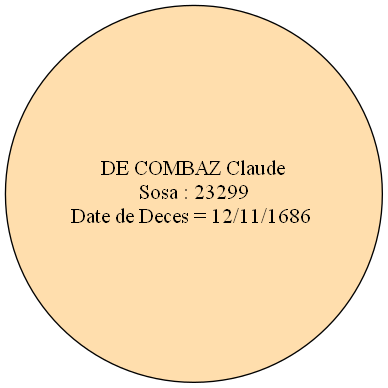 DE COMBAZ Claude
Sosa : 23299
Date de Deces = 12/11/1686